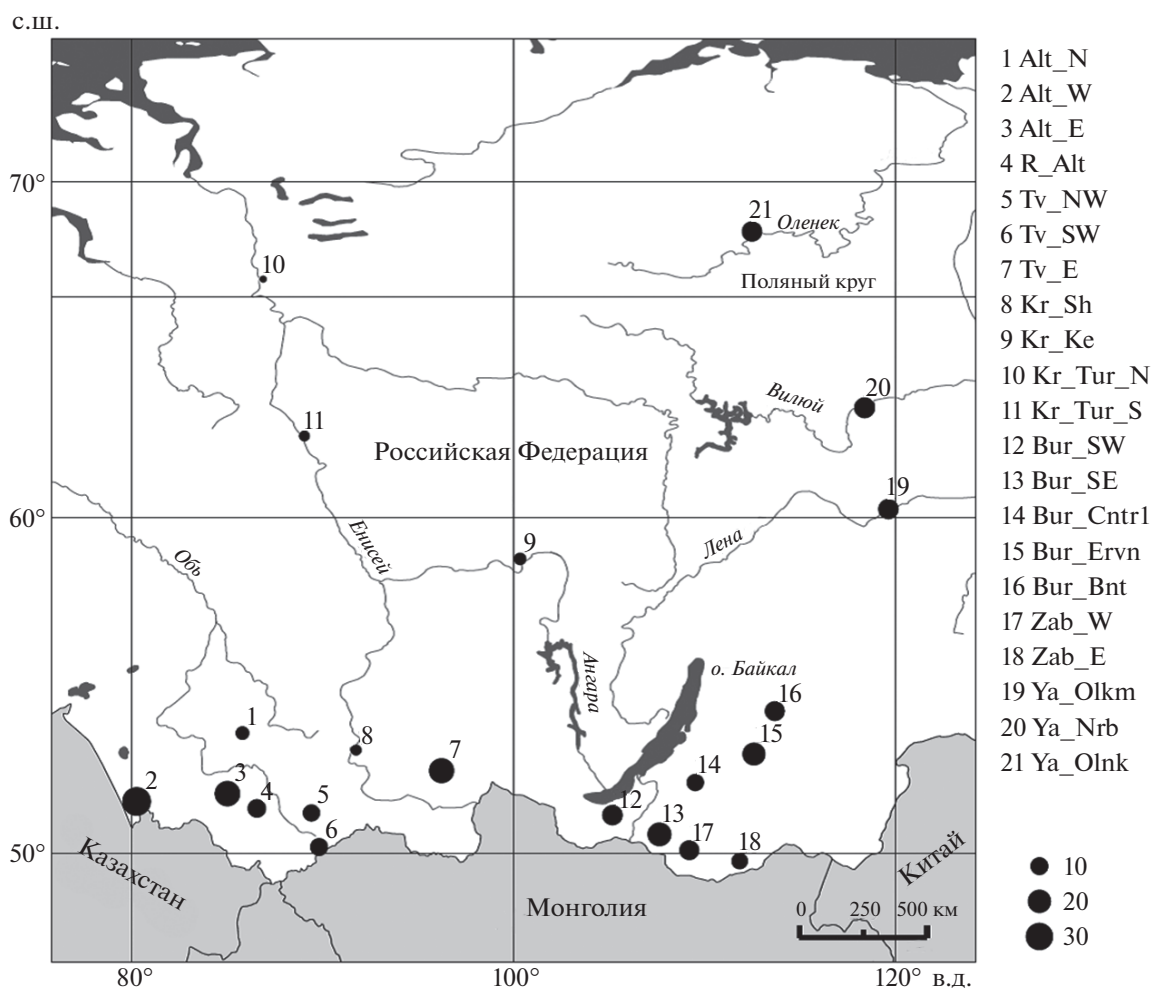 с.ш.
70°
60°
50°
80°
100°
120° в.д.
10
21
Оленек
Поляный круг
11
Российская Федерация
Вилюй
20
19
Обь
Енисей
9
Лена
Ангара
о. Байкал
16
1
8
7
15
2
3
4
5
6
14
12
13
17
18
Казахстан
Монголия
Китай
0 250 500 км
1 Alt_N
2 Alt_W
3 Alt_E
4 R_Alt
5 Tv_NW
6 Tv_SW
7 Tv_E
8 Kr_Sh
9 Kr_Ke
10 Kr_Tur_N
11 Kr_Tur_S
12 Bur_SW
13 Bur_SE
14 Bur_Cntr1
15 Bur_Ervn
16 Bur_Bnt
17 Zab_W
18 Zab_E
19 Ya_Olkm
20 Ya_Nrb
21 Ya_Olnk
10
20
30